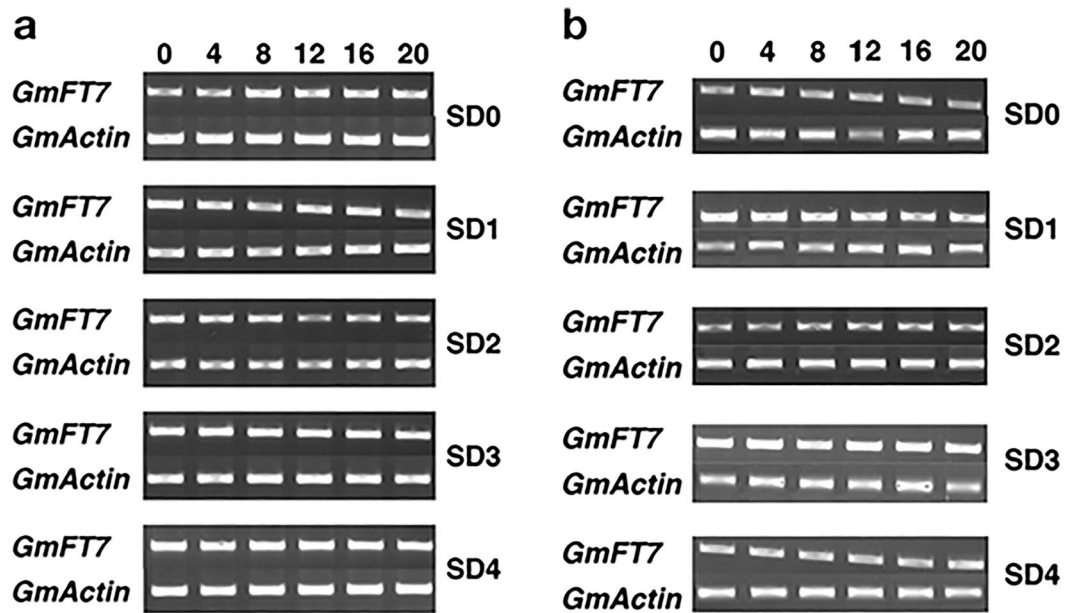 a
0 4 8 12 16 20
GmFT7
SD0
GmActin
GmFT7
SD1
GmActin
GmFT7
SD2
GmActin
GmFT7
SD3
GmActin
GmFT7
SD4
GmActin
b
0 4 8 12 16 20
GmFT7
SD0
GmActin
GmFT7
SD1
GmActin
GmFT7
SD2
GmActin
GmFT7
SD3
GmActin
GmFT7
SD4
GmActin